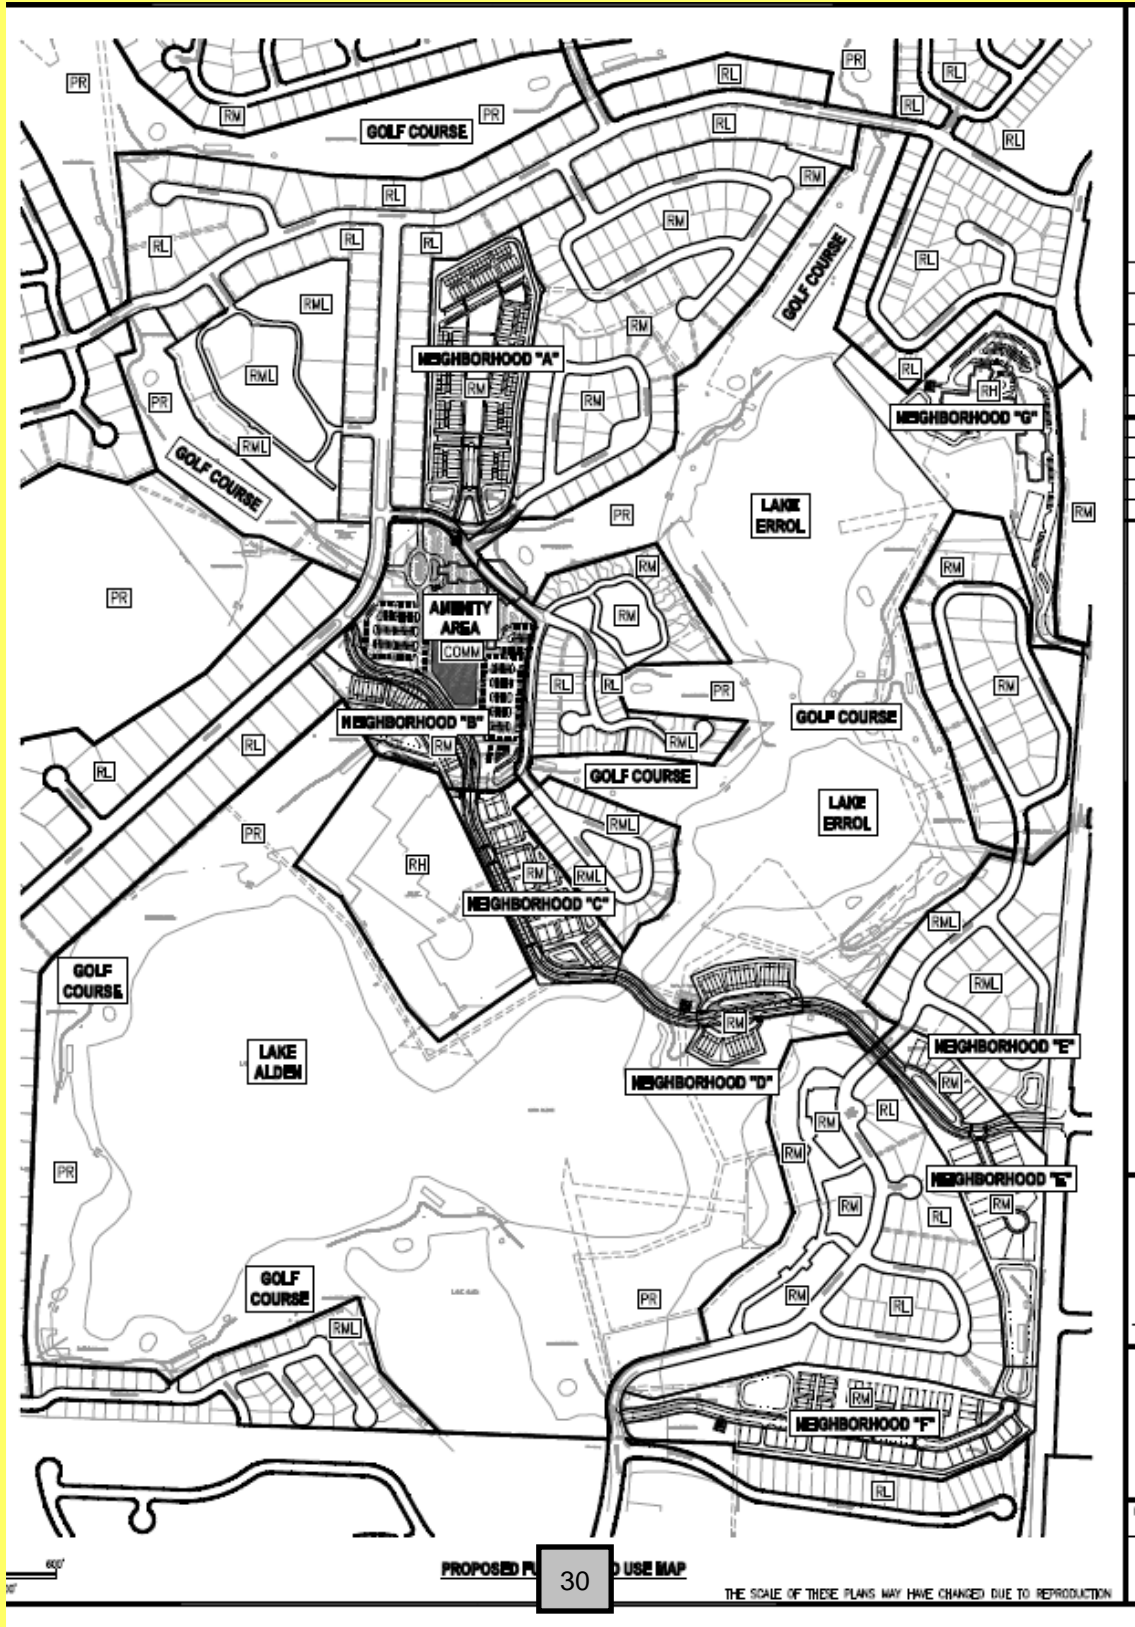 PR
RM
GOLF COURSE
PR
RL
PR
RL
RL
RL
RL
RL
RM
RL
RL
RL
RL
RM
RL
RML
GOLF COURSE
RM
NEIGHBORHOOD "A"
RM
RML
RM
RL
RH
NEIGHBORHOOD "G"
PR
RML
GOLF COURSE
LAKE
ERROL
PR
RM
PR
RM
RM
RM
AMENITY
AREA
COMM
RL
RL
PR
RM
GOLF COURSE
NEIGHBORHOOD "B"
RM
RML
RL
RL
GOLF COURSE
LAKE
ERROL
PR
RML
RH
RM
RML
NEIGHBORHOOD "C"
RML
GOLF
COURSE
RML
RM
NEIGHBORHOOD "E"
LAKE
ALDEN
NEIGHBORHOOD "D"
RM
RL
RM
RM
PR
NEIGHBORHOOD "E"
RM
RM
RL
GOLF
COURSE
PR
RM
RL
RML
RM
NEIGHBORHOOD "F"
RL
600'
PROPOSED
USE MAP
30
THE SCALE OF THESE PLANS MAY HAVE CHANGED DUE TO REPRODUCTION